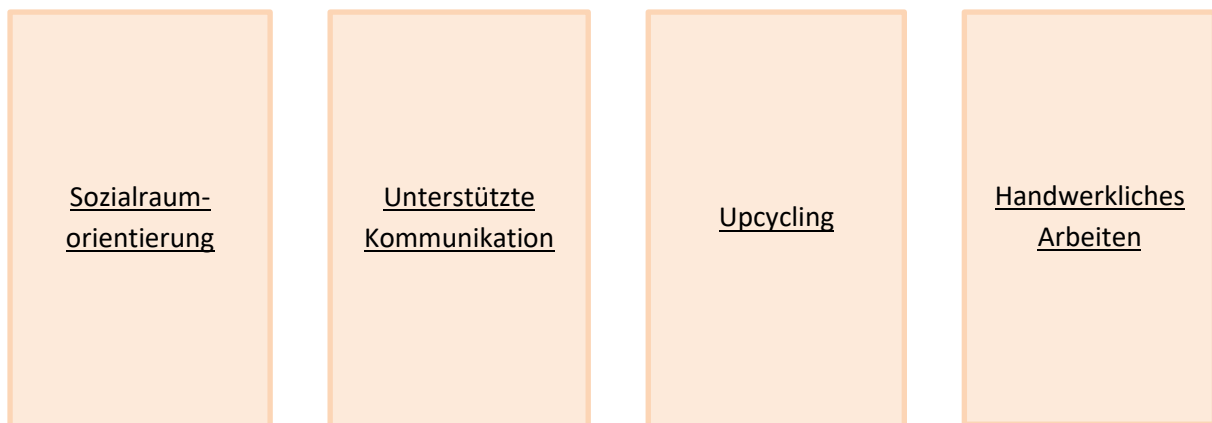 Sozialraum-
orientierung
Unterstützte
Kommunikation
Upcycling
Handwerkliches
Arbeiten